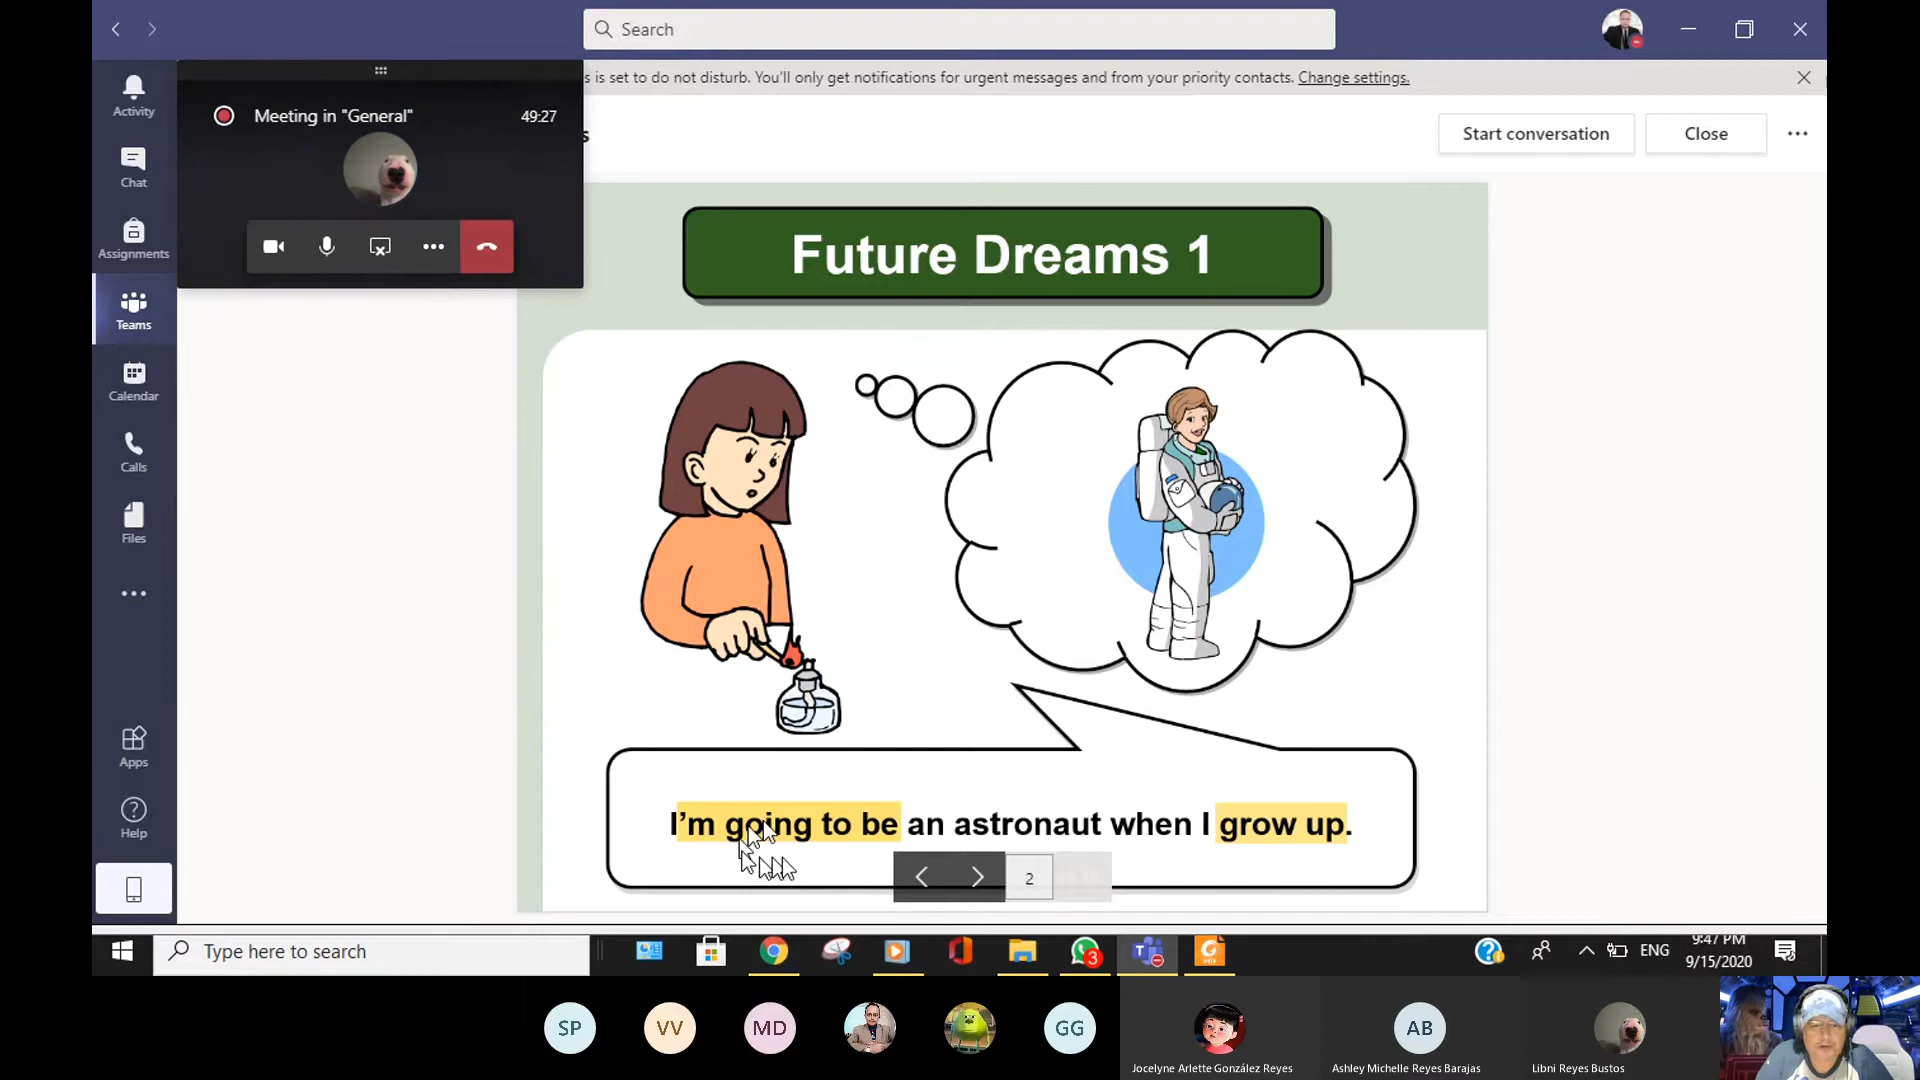 Search
s is set to do not disturb. You'll only get notifications for urgent messages and from your priority contacts. Change settings.
Activity
Meeting in "General"
49:27
s
Start conversation
Close
Chat
Assignments
Teams
Calendar
Calls
Files
Apps
Help
Future Dreams 1
I'm going to be an astronaut when I grow up.
2
Type here to search
3
ENG
9:47 PM
9/15/2020
SP
VV
MD
GG
AB
Jocelyne Arlette González Reyes
Ashley Michelle Reyes Barajas
Libni Reyes Bustos